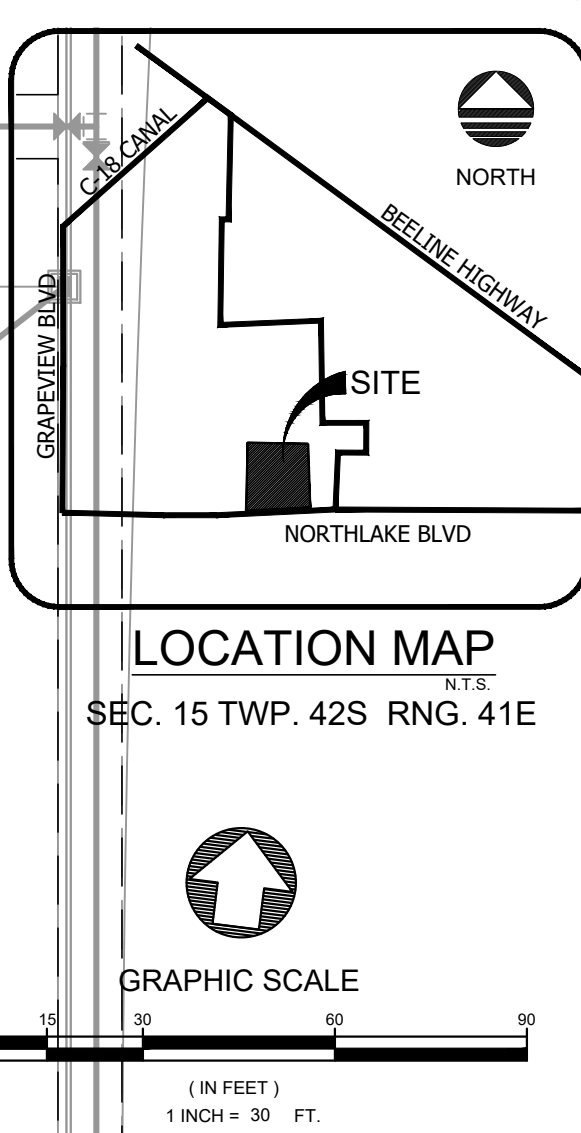 C-18 CANAL
NORTH
BEELINE HIGHWAY
GRAPEVIEW BLVD
SITE
NORTHLAKE BLVD
LOCATION MAP
N.T.S.
SEC. 15 TWP. 42S RNG. 41E
GRAPHIC SCALE
15 30 60 90
( IN FEET )
1 INCH = 30 FT.